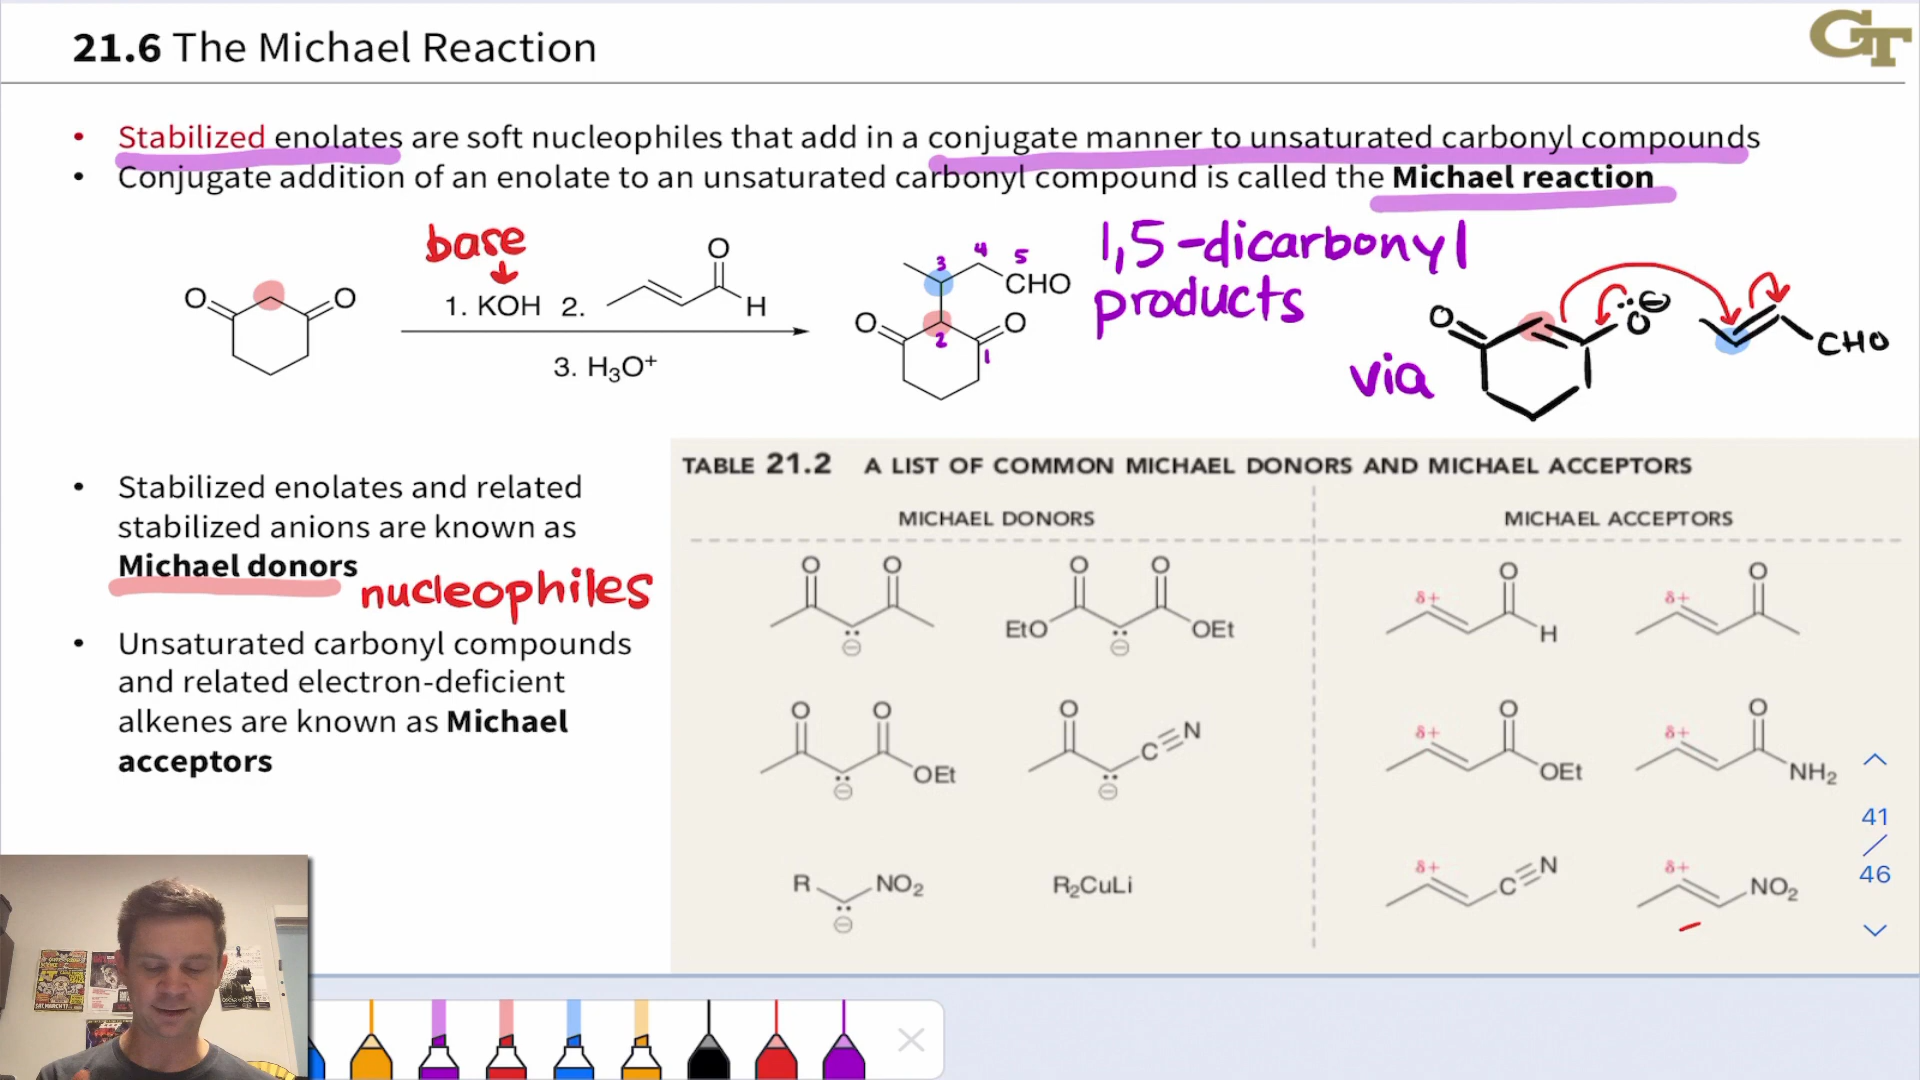 21.6 The Michael Reaction
GT
• Stabilized enolates are soft nucleophiles that add in a conjugate manner to unsaturated carbonyl compounds
• Conjugate addition of an enolate to an unsaturated carbonyl compound is called the Michael reaction
base
1. KOH 2.
O
H
3. H₃O⁺
O
O
3
4
5
CHO
O
O
2
1
1,5-dicarbonyl
products
via
O
O
⊖
CHO
• Stabilized enolates and related
stabilized anions are known as
Michael donors
nucleophiles
• Unsaturated carbonyl compounds
and related electron-deficient
alkenes are known as Michael
acceptors
TABLE 21.2 A LIST OF COMMON MICHAEL DONORS AND MICHAEL ACCEPTORS
MICHAEL DONORS
MICHAEL ACCEPTORS
O O
⊖
O O
EtO OEt
⊖
δ+ O
H
δ+ O
O O
OEt
⊖
O
C N
⊖
δ+ O
OEt
δ+ O
NH₂
R NO₂
⊖
R₂CuLi
δ+
C N
δ+
NO₂
41
/
46